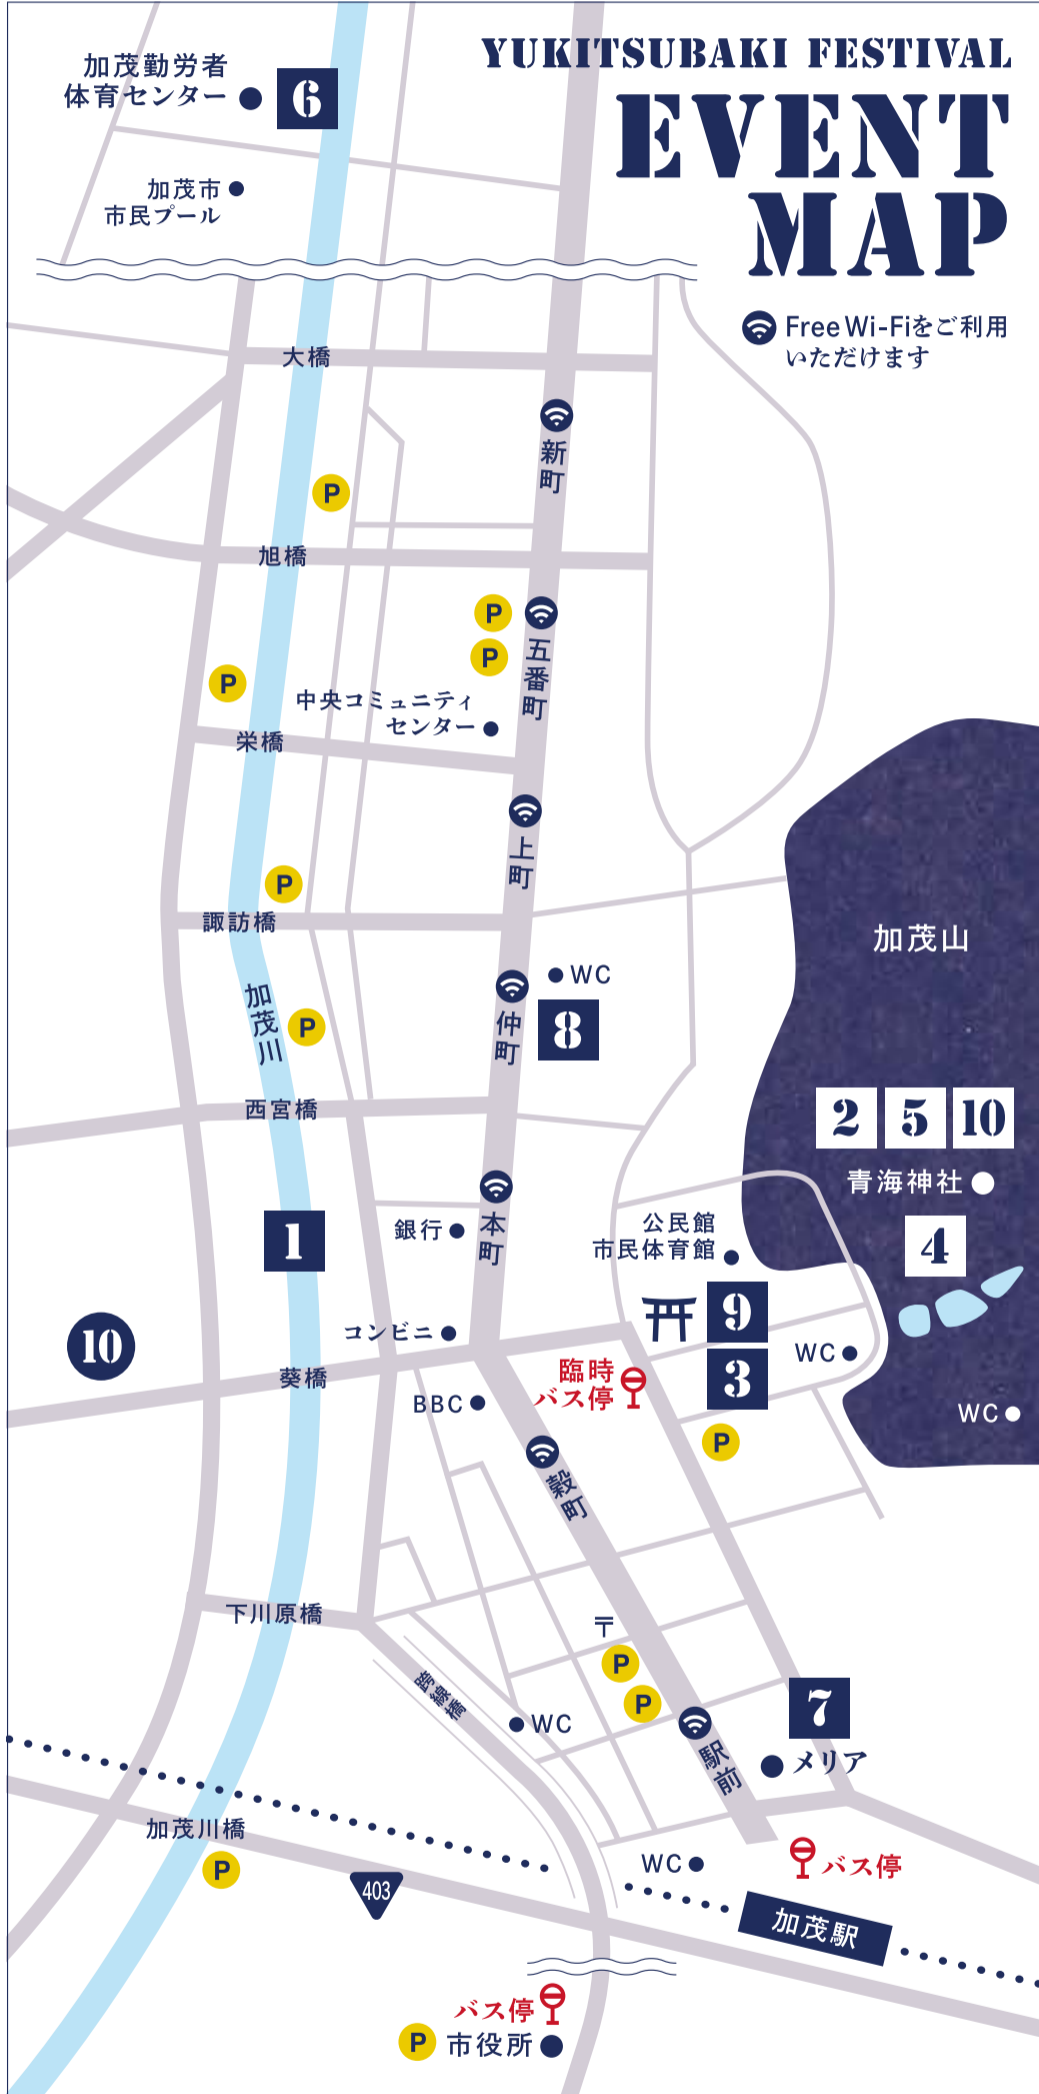 YUKITSUBAKI FESTIVAL
EVENT
MAP
Free Wi-Fiをご利用
いただけます
加茂勤労者
体育センター
6
加茂市
市民プール
大橋
新町
P
旭橋
P
P
五番町
P
中央コミュニティ
センター
栄橋
上町
P
諏訪橋
加茂山
WC
加茂川
P
仲町
8
西宮橋
2
5
10
青海神社
本町
銀行
公民館
市民体育館
1
4
9
コンビニ
10
WC
葵橋
臨時
バス停
3
BBC
WC
P
穀町
下川原橋
〒
P
P
跨線橋
WC
7
駅前
メリア
加茂川橋
P
WC
バス停
403
加茂駅
バス停
P
市役所